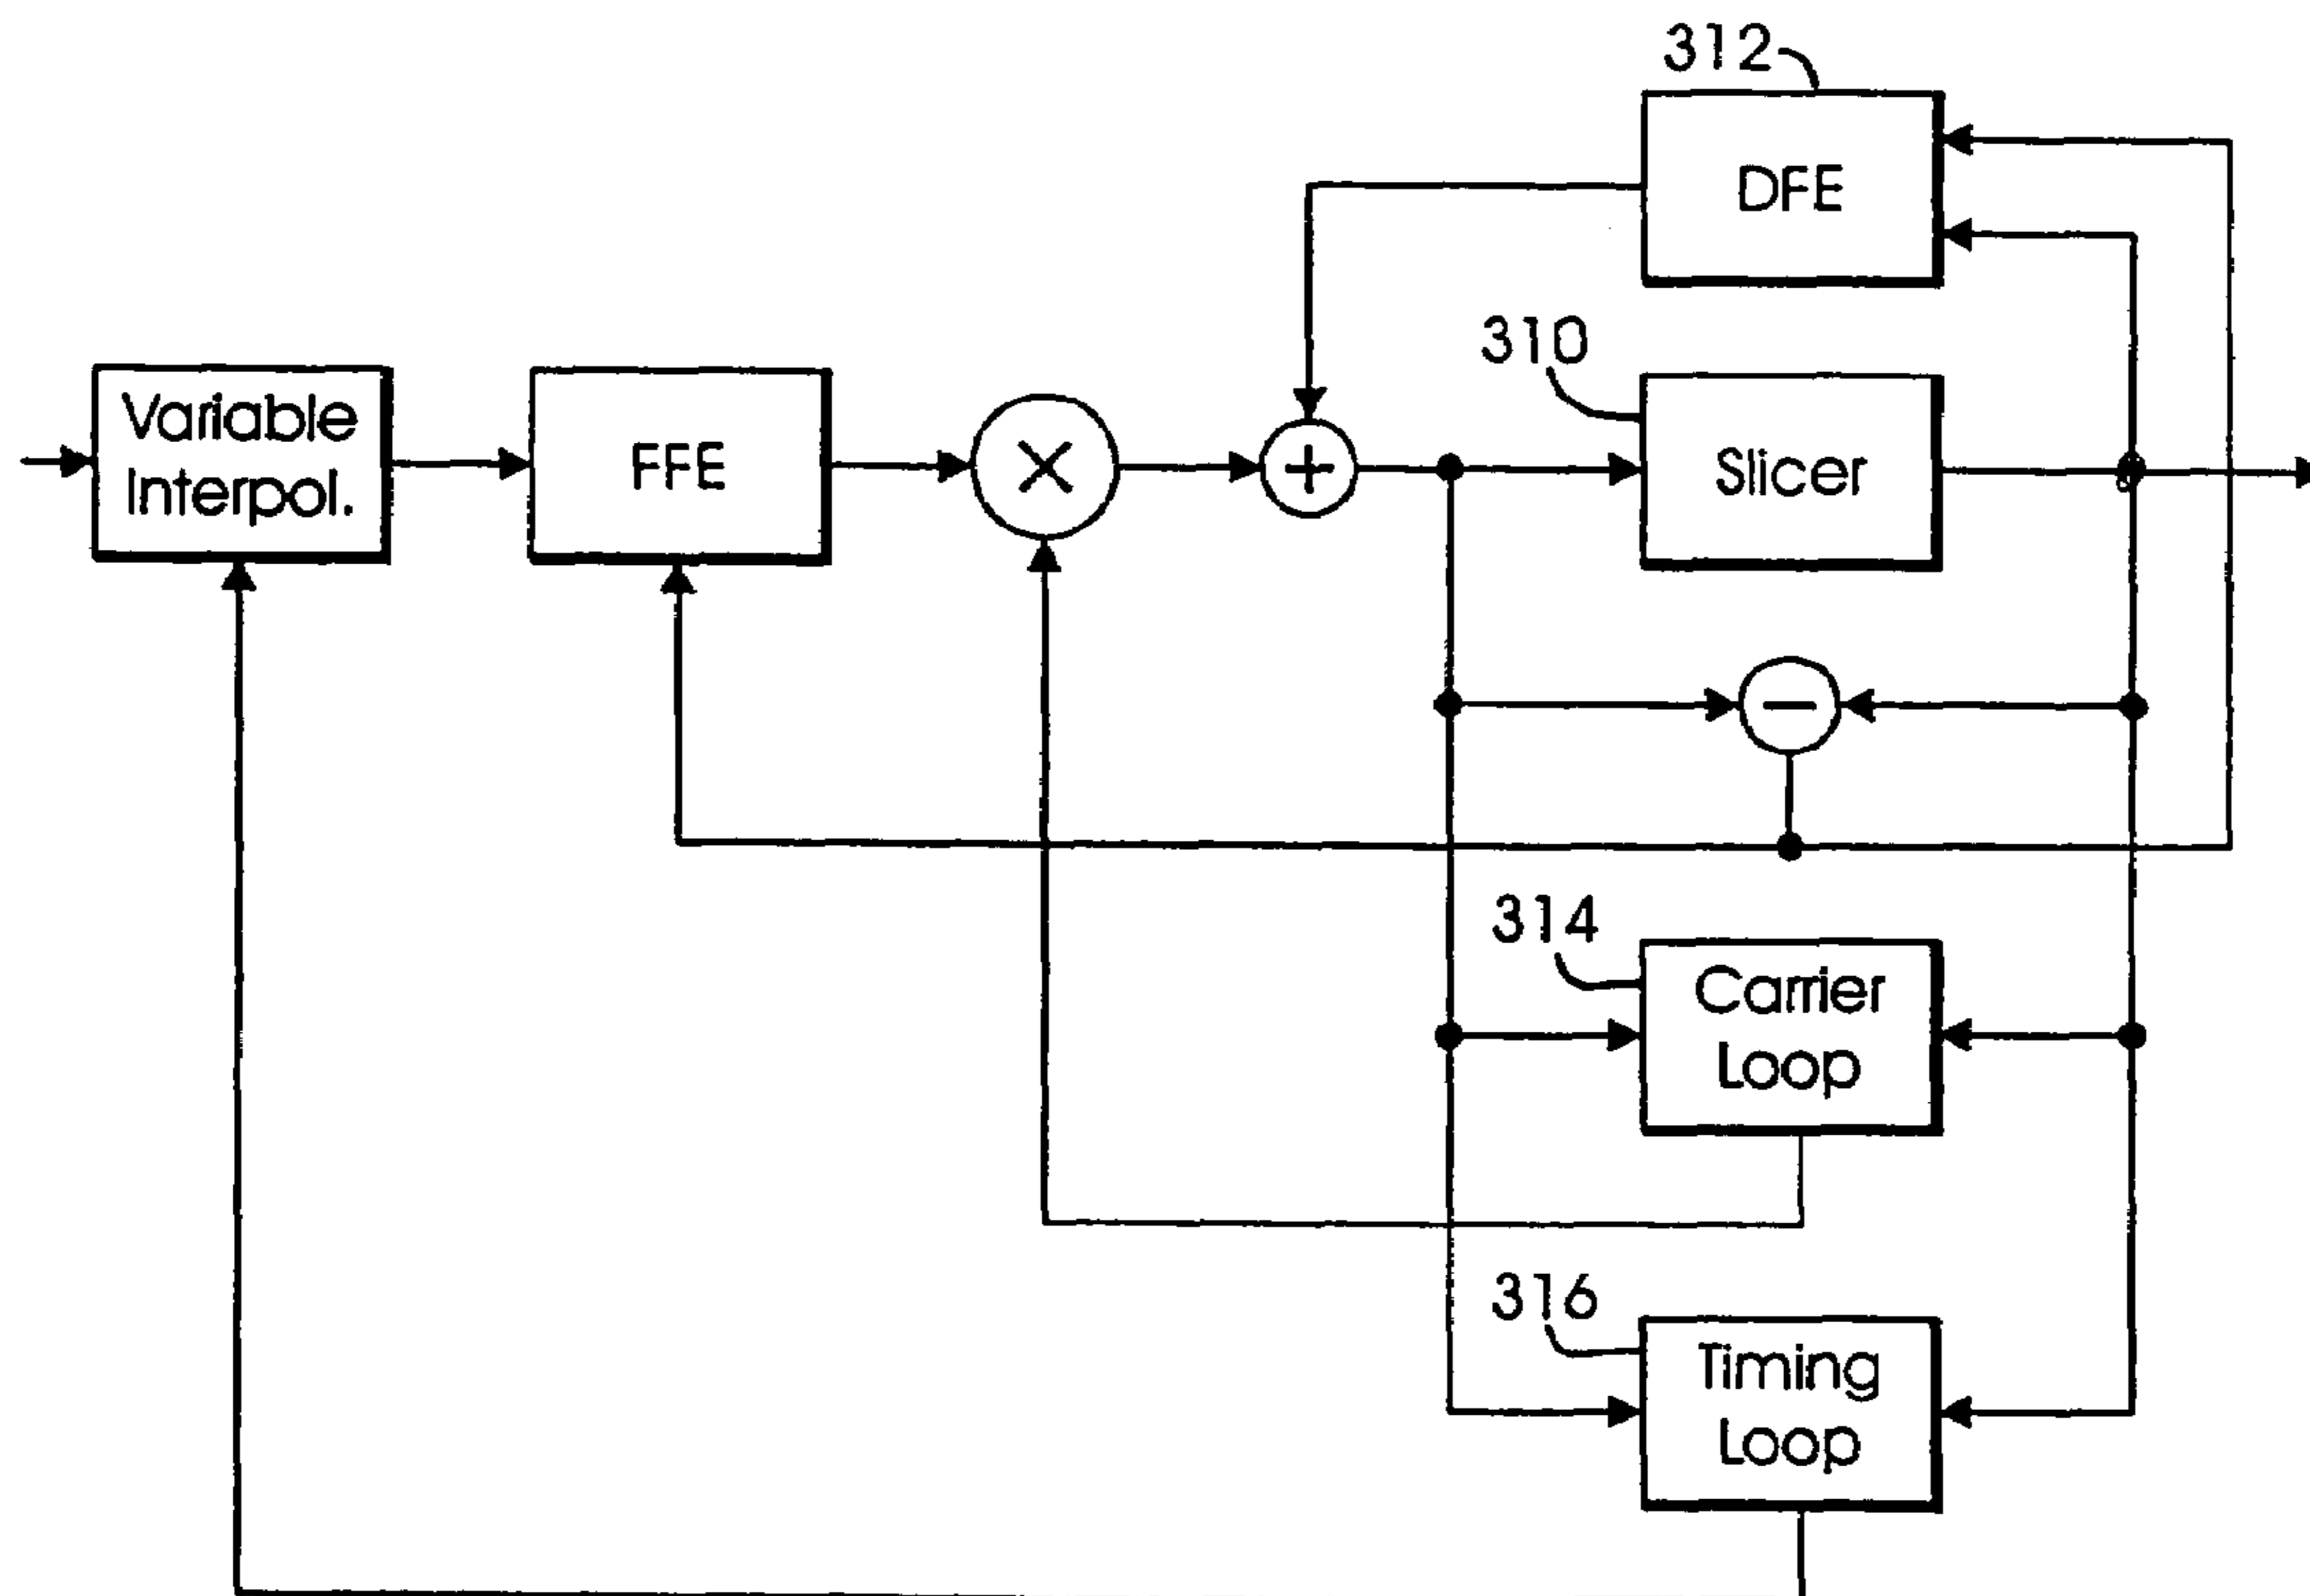 312
DFE
310
Variable
Interpol.
FFE
×
+
Slicer
−
314
Carrier
Loop
316
Timing
Loop